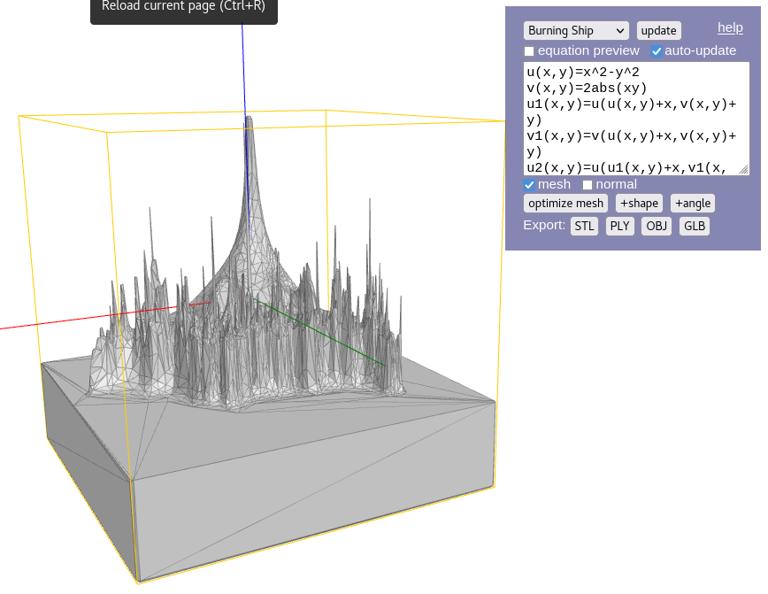 Reload current page (Ctrl+R)
Burning Ship update help
equation preview auto-update
u(x,y)=x^2-y^2
v(x,y)=2abs(xy)
u1(x,y)=u(u(x,y)+x,v(x,y)+
y)
v1(x,y)=v(u(x,y)+x,v(x,y)+
y)
u2(x,y)=u(u1(x,y)+x,v1(x,
mesh normal
optimize mesh +shape +angle
Export: STL PLY OBJ GLB